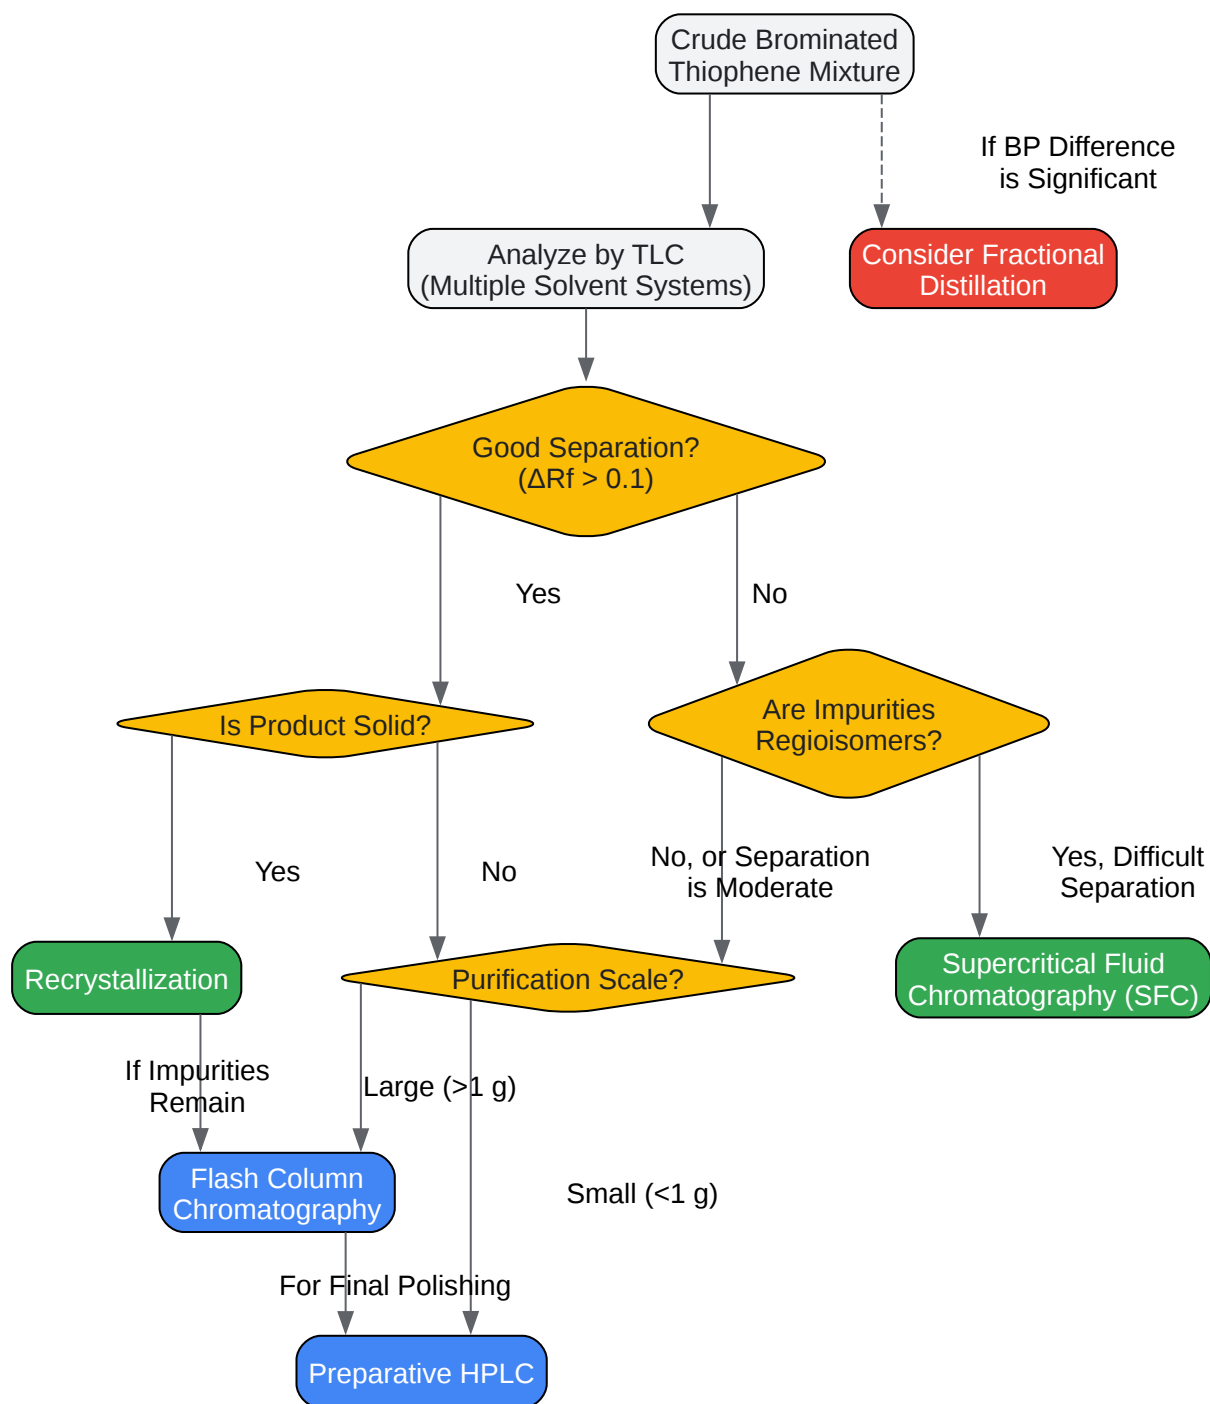 Crude Brominated
Thiophene Mixture
If BP Difference
is Significant
Analyze by TLC
(Multiple Solvent Systems)
Consider Fractional
Distillation
Good Separation?
(ΔRf > 0.1)
Yes
No
Is Product Solid?
Are Impurities
Regioisomers?
Yes
No
No, or Separation
is Moderate
Yes, Difficult
Separation
Recrystallization
Purification Scale?
Supercritical Fluid
Chromatography (SFC)
If Impurities
Remain
Large (>1 g)
Flash Column
Chromatography
Small (<1 g)
For Final Polishing
Preparative HPLC